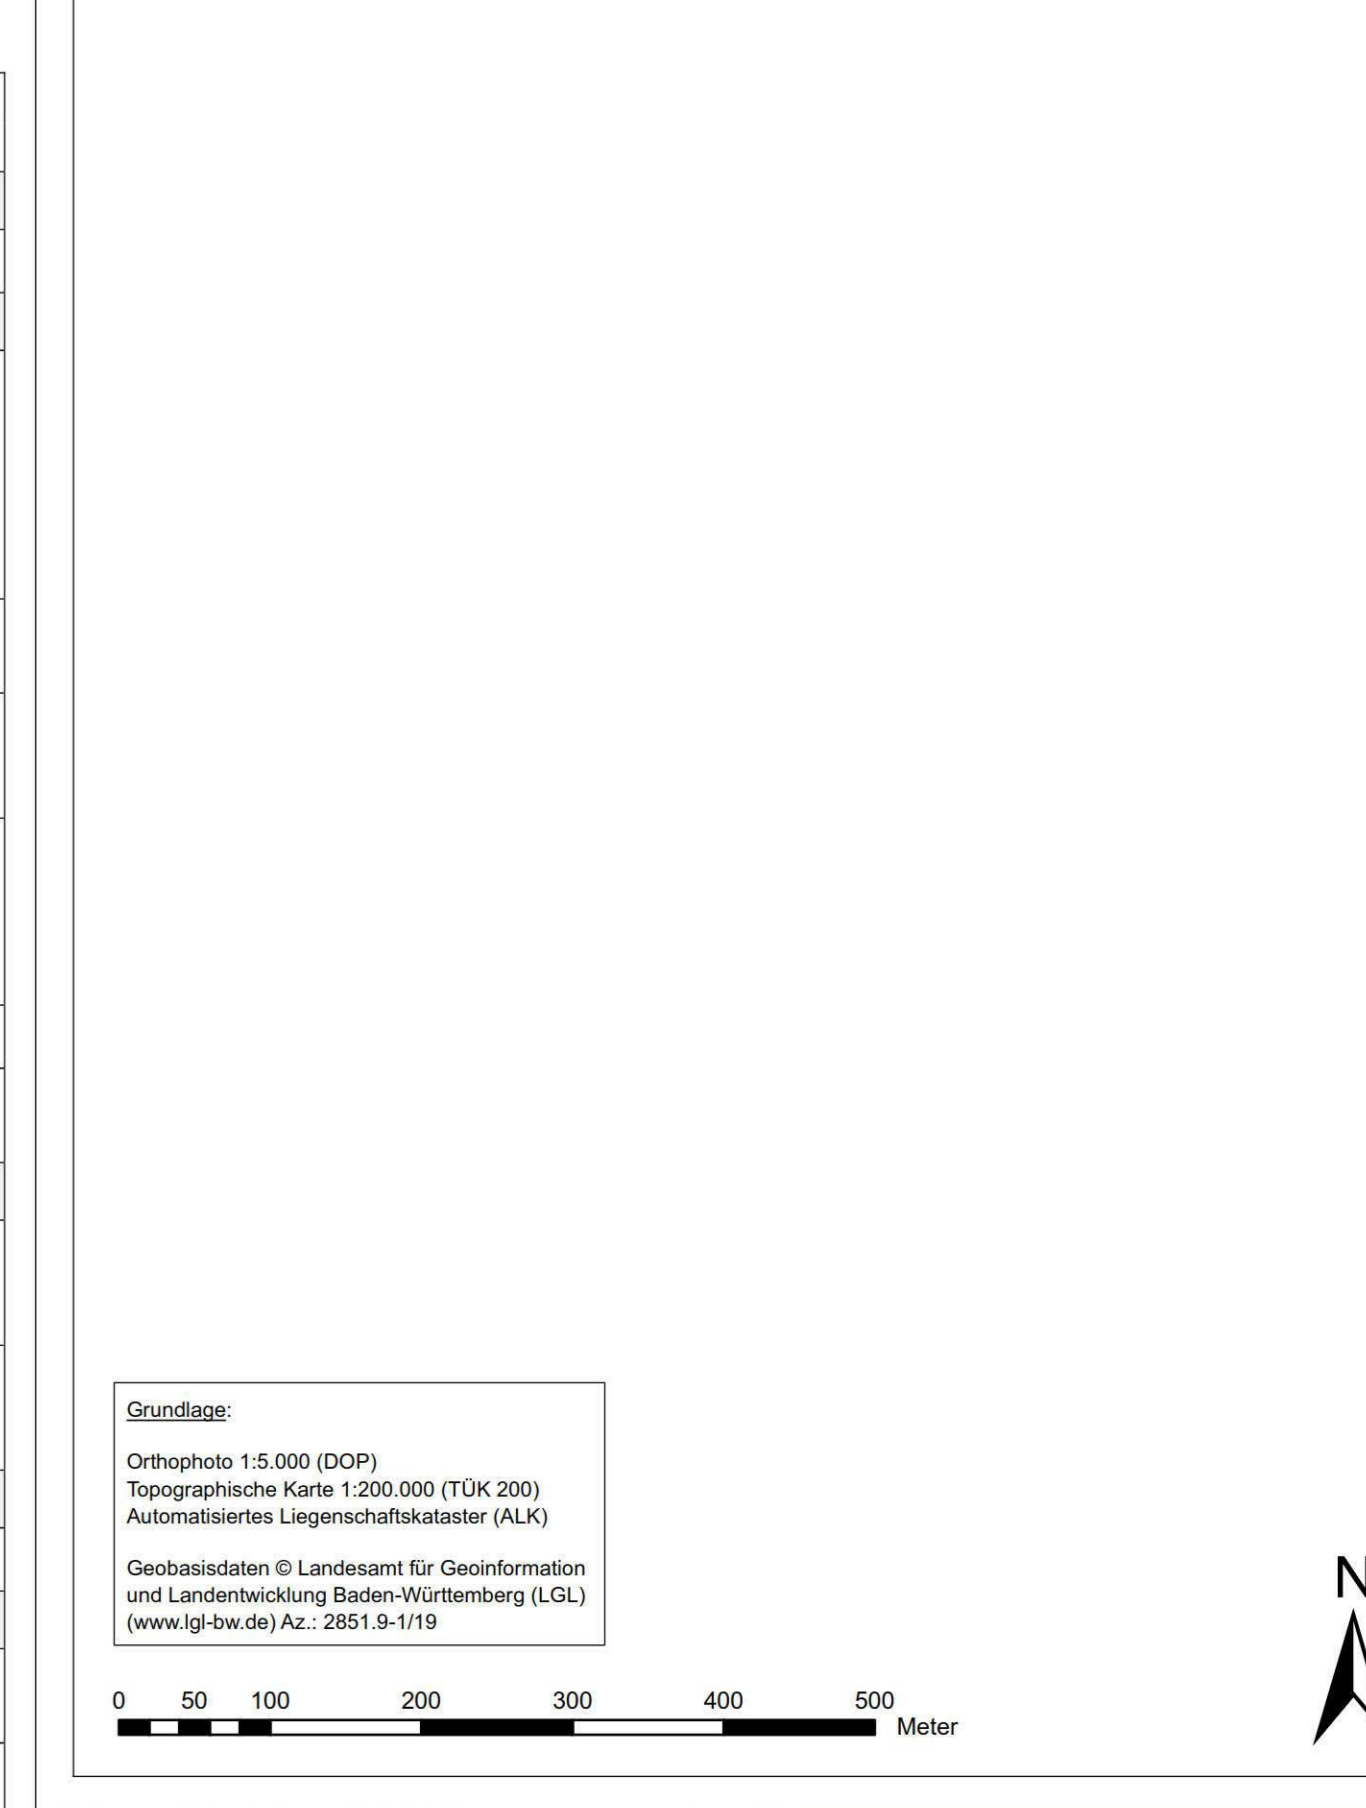 Grundlage:
Orthophoto 1:5.000 (DOP)
Topographische Karte 1:200.000 (TÜK 200)
Automatisiertes Liegenschaftskataster (ALK)
Geobasisdaten © Landesamt für Geoinformation
und Landentwicklung Baden-Württemberg (LGL)
(www.lgl-bw.de) Az.: 2851.9-1/19
N
0 50 100 200 300 400 500
Meter